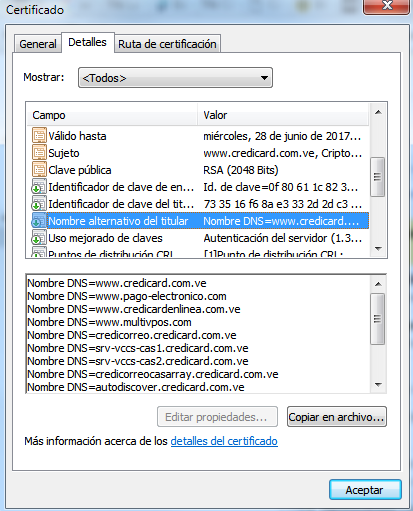 Certificado
General Detalles Ruta de certificación
Mostrar: <Todos>
Campo Valor
Válido hasta miércoles, 28 de junio de 2017...
Sujeto www.credicard.com.ve, Cripto...
Clave pública RSA (2048 Bits)
Identificador de clave de en... Id. de clave=0f 80 61 1c 82 3...
Identificador de clave del tit... 73 35 16 f6 8a e3 33 2d 2d c3 ...
Nombre alternativo del titular Nombre DNS=www.credicard....
Uso mejorado de claves Autenticación del servidor (1.3...
Puntos de distribución CRL [1]Punto de distribución CRL:
Nombre DNS=www.credicard.com.ve
Nombre DNS=www.pago-electronico.com
Nombre DNS=www.credicardenlinea.com.ve
Nombre DNS=www.multivpos.com
Nombre DNS=credicorreo.credicard.com.ve
Nombre DNS=srv-vccs-cas1.credicard.com.ve
Nombre DNS=srv-vccs-cas2.credicard.com.ve
Nombre DNS=credicorreocasarray.credicard.com.ve
Nombre DNS=autodiscover.credicard.com.ve
Editar propiedades... Copiar en archivo...
Más información acerca de los detalles del certificado
Aceptar